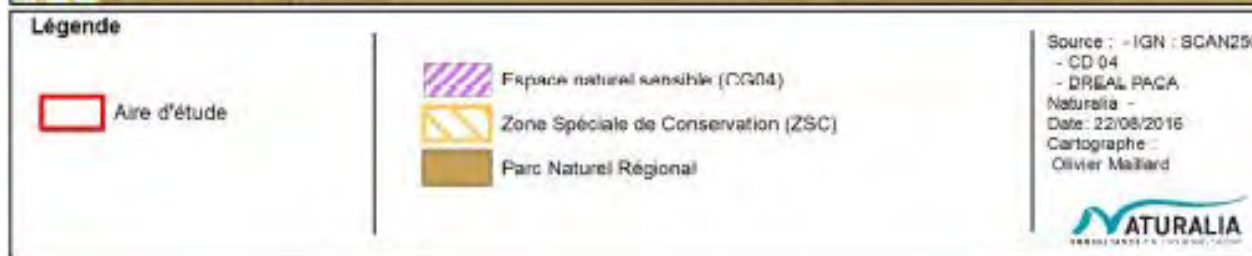 Légende
Aire d'étude
Espace naturel sensible (CG04)
Zone Spéciale de Conservation (ZSC)
Parc Naturel Régional
Source : - IGN : SCAN25
- CD 04
- DREAL PACA
Naturalia -
Date: 22/08/2016
Cartographe :
Olivier Maillard
NATURALIA